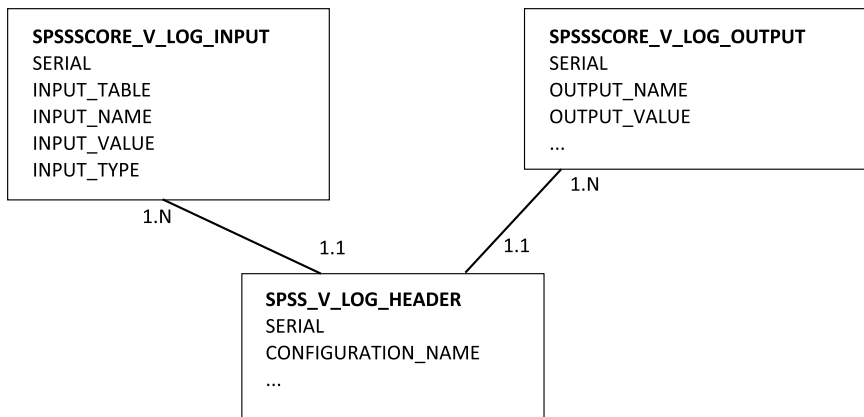 SPSSSCORE_V_LOG_INPUT
SERIAL
INPUT_TABLE
INPUT_NAME
INPUT_VALUE
INPUT_TYPE
SPSSSCORE_V_LOG_OUTPUT
SERIAL
OUTPUT_NAME
OUTPUT_VALUE
...
1.N
1.N
1.1
1.1
SPSS_V_LOG_HEADER
SERIAL
CONFIGURATION_NAME
...